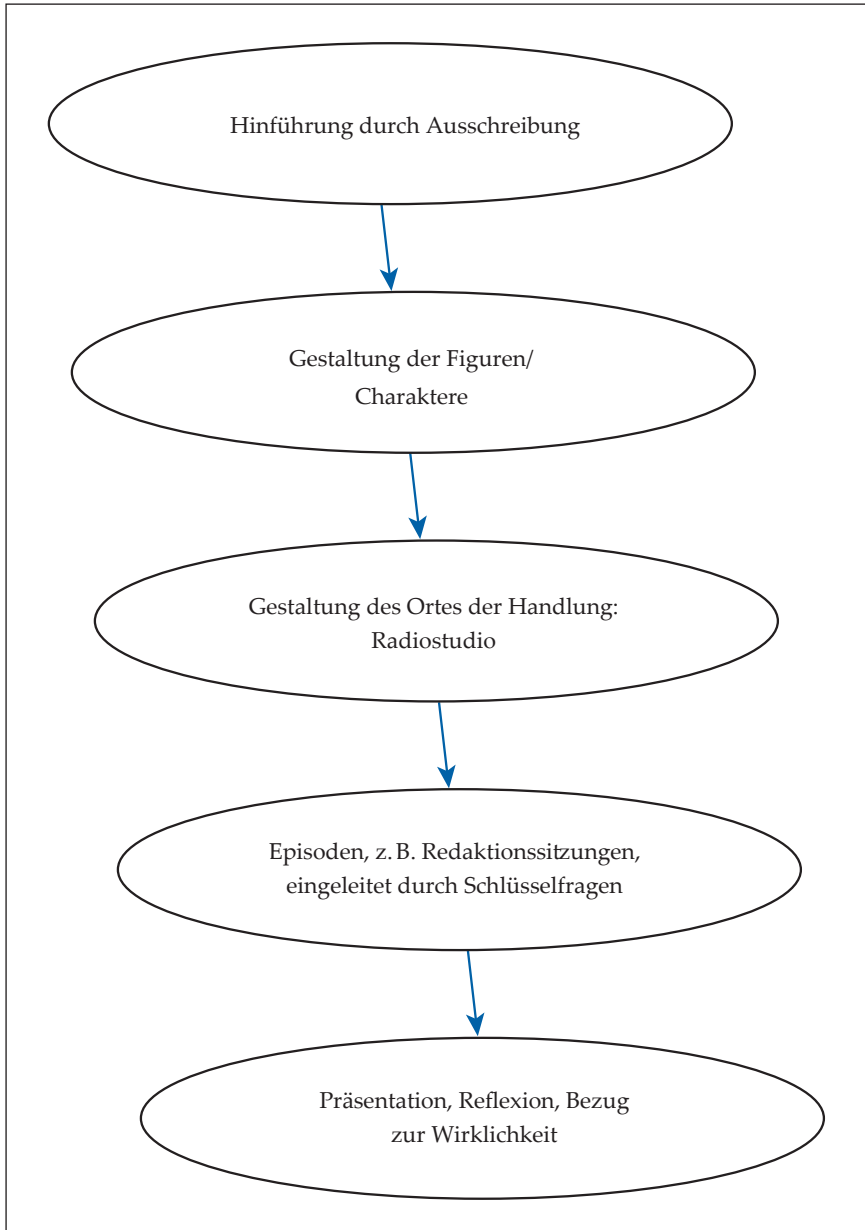 Hinführung durch Ausschreibung
Gestaltung der Figuren/
Charaktere
Gestaltung des Ortes der Handlung:
Radiostudio
Episoden, z. B. Redaktionssitzungen,
eingeleitet durch Schlüsselfragen
Präsentation, Reflexion, Bezug
zur Wirklichkeit